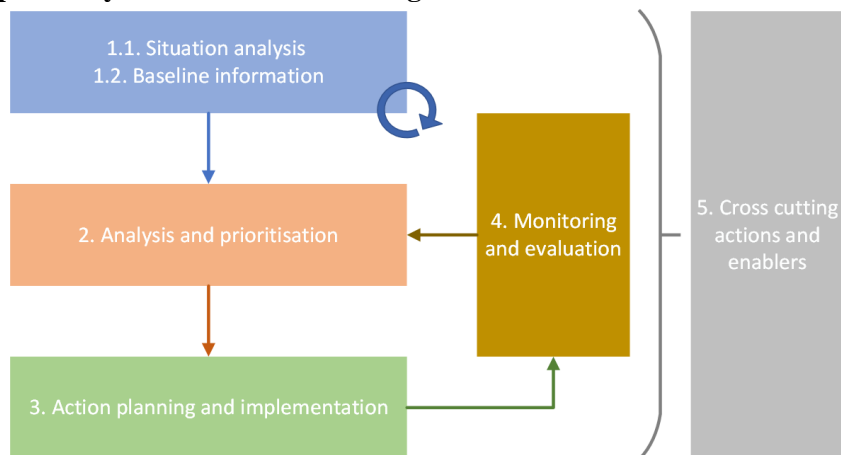 1.1. Situation analysis
1.2. Baseline information
2. Analysis and prioritisation
3. Action planning and implementation
4. Monitoring
and evaluation
5. Cross cutting
actions and
enablers